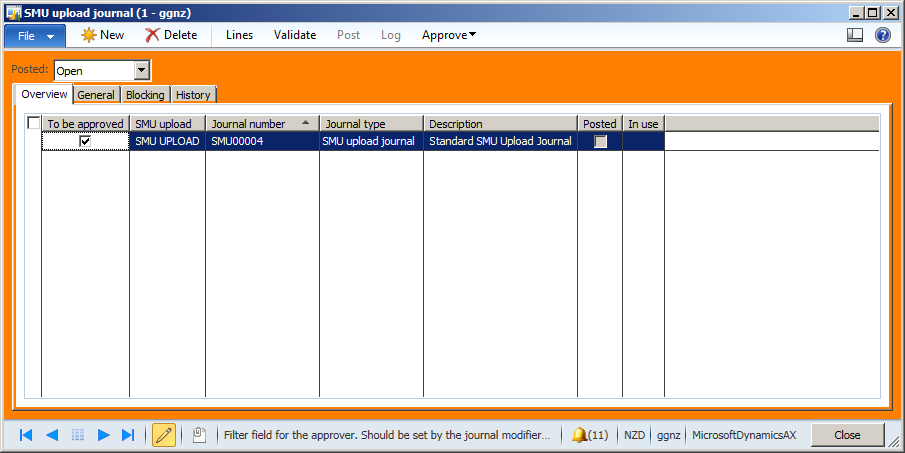 SMU upload journal (1 - ggnz)
File New Delete Lines Validate Post Log Approve
Posted: Open
Overview General Blocking History
To be approved SMU upload Journal number Journal type Description Posted In use
SMU UPLOAD SMU00004 SMU upload journal Standard SMU Upload Journal
Filter field for the approver. Should be set by the journal modifier... (11) NZD ggnz MicrosoftDynamicsAX Close